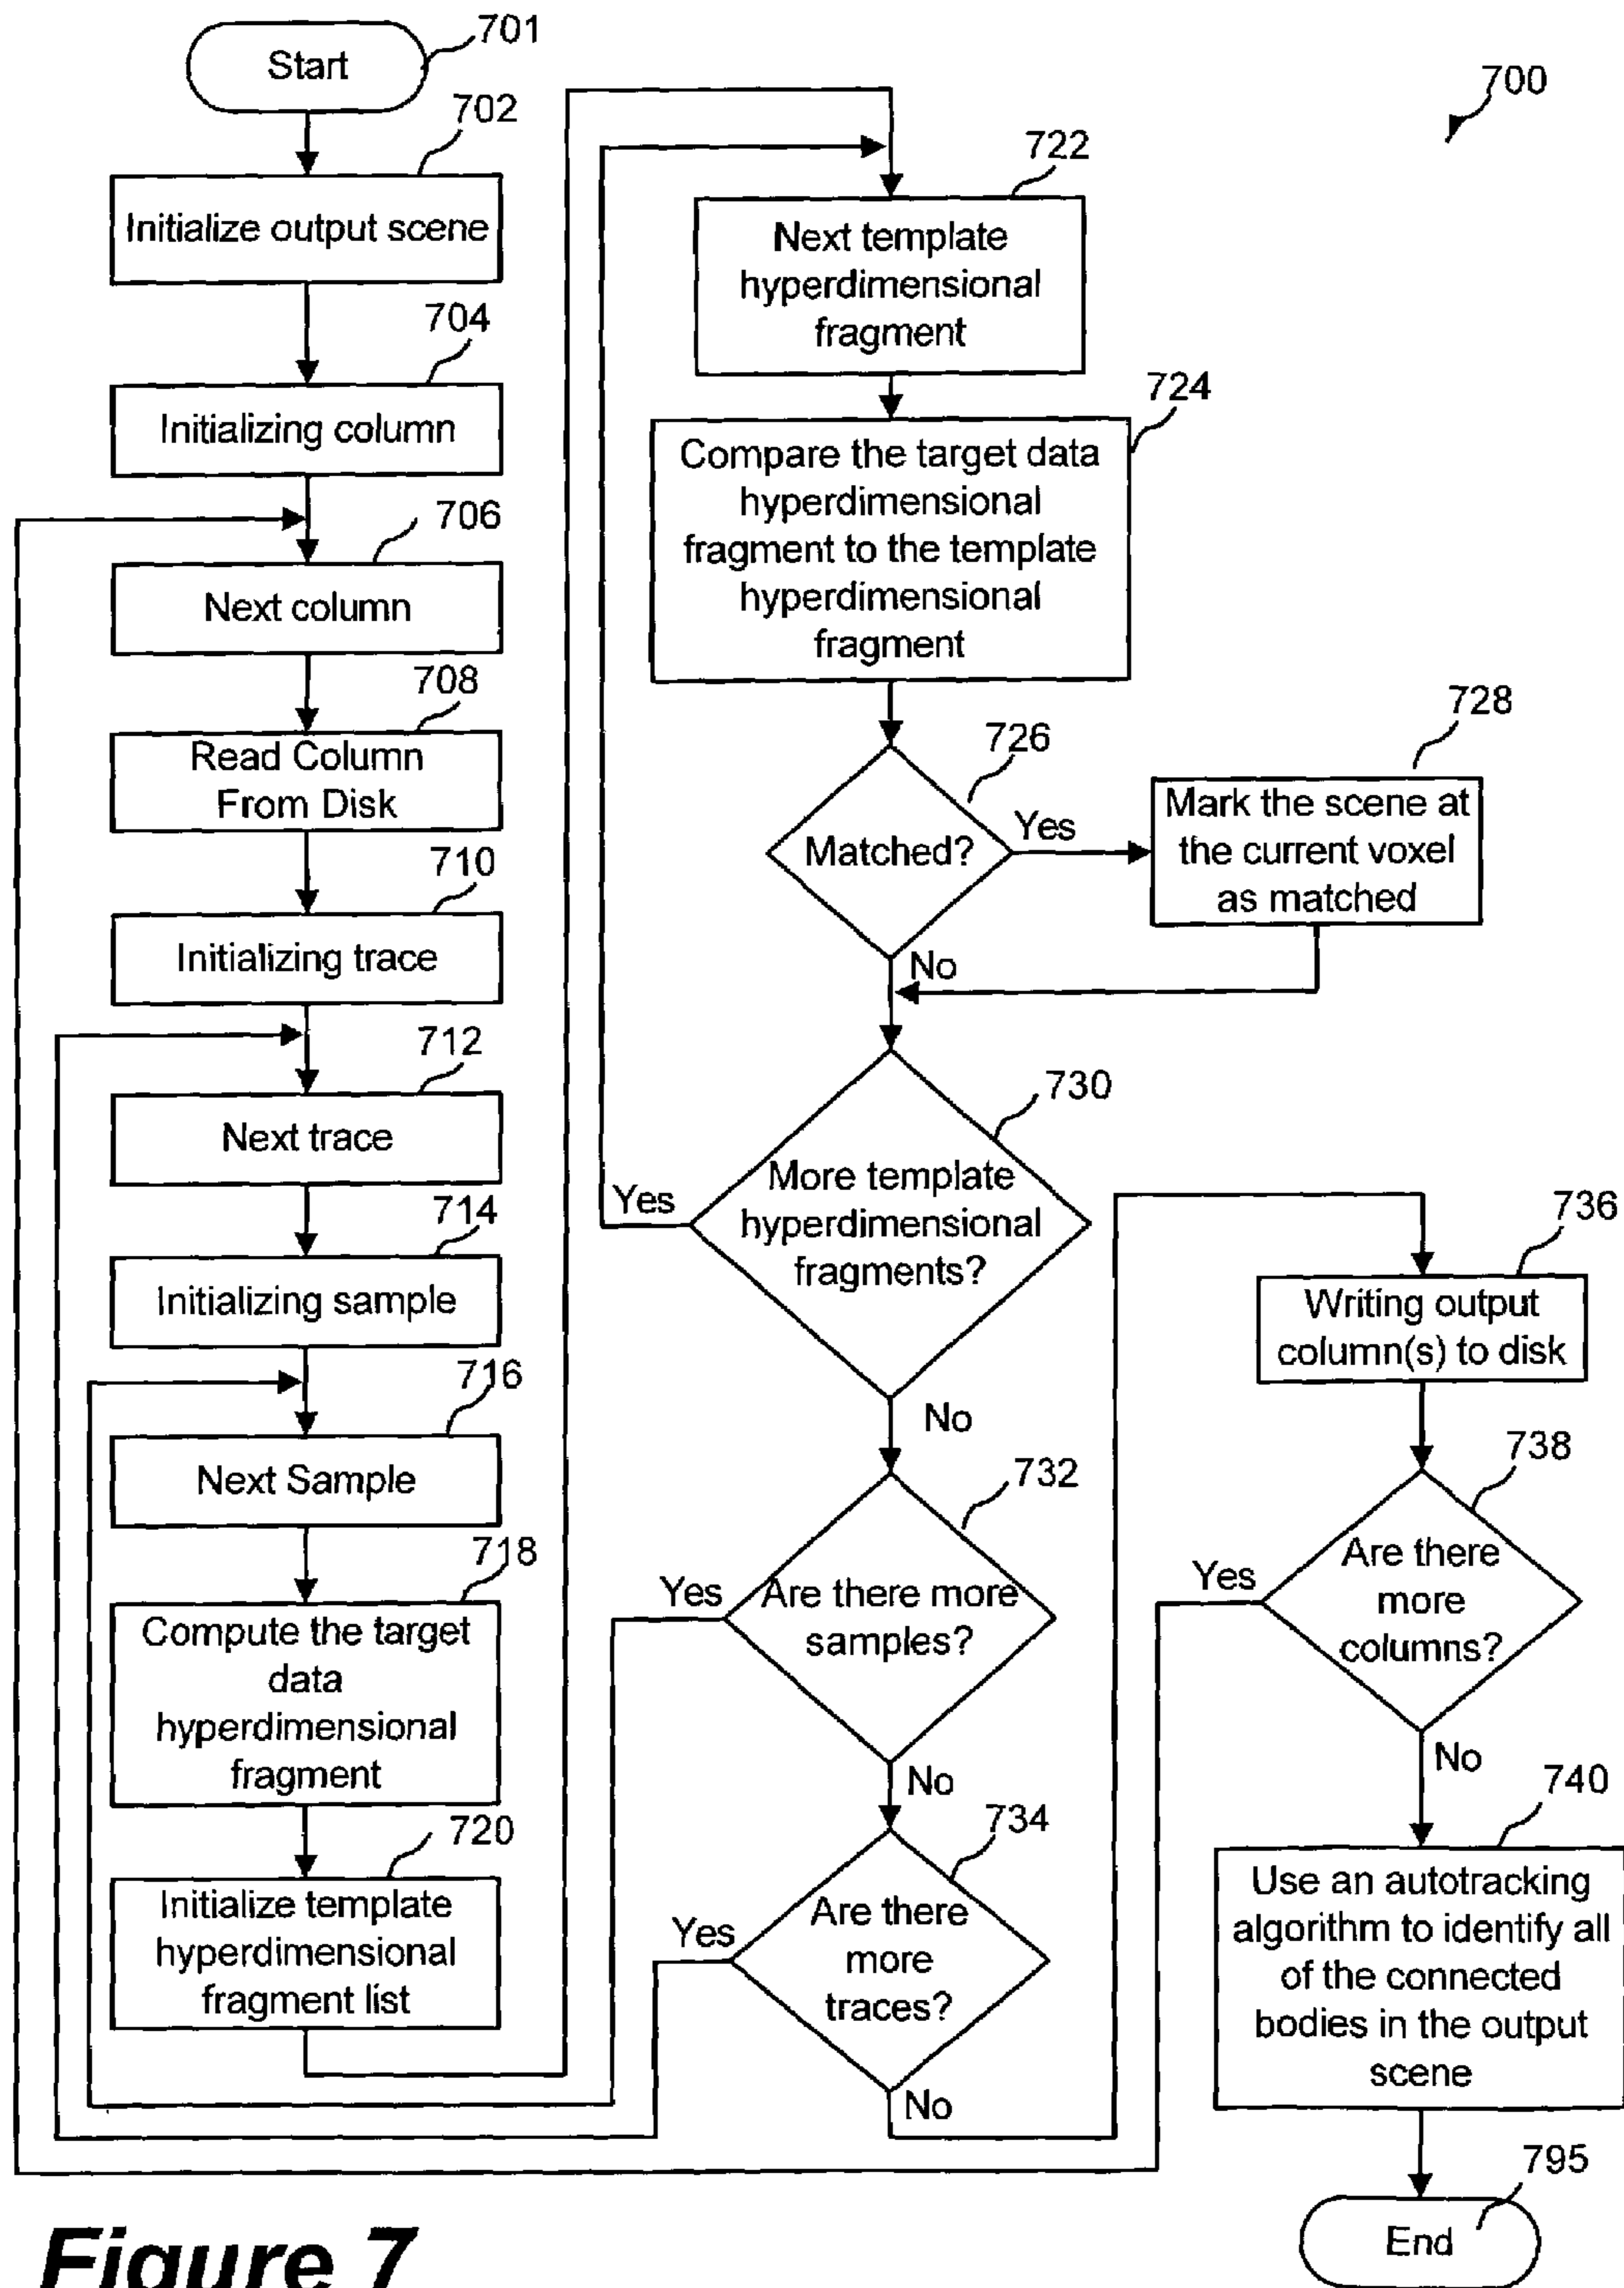 701
Start
702
Initialize output scene
704
Initializing column
706
Next column
708
Read Column
From Disk
710
Initializing trace
712
Next trace
714
Initializing sample
716
Next Sample
718
Compute the target
data
hyperdimensional
fragment
720
Initialize template
hyperdimensional
fragment list
700
722
Next template
hyperdimensional
fragment
724
Compare the target data
hyperdimensional
fragment to the template
hyperdimensional
fragment
726
Matched?
Yes
728
Mark the scene at
the current voxel
as matched
No
730
More template
hyperdimensional
fragments?
Yes
No
732
Are there more
samples?
Yes
No
734
Are there
more
traces?
Yes
No
736
Writing output
column(s) to disk
738
Are there
more
columns?
Yes
No
740
Use an autotracking
algorithm to identify all
of the connected
bodies in the output
scene
795
End
Figure 7